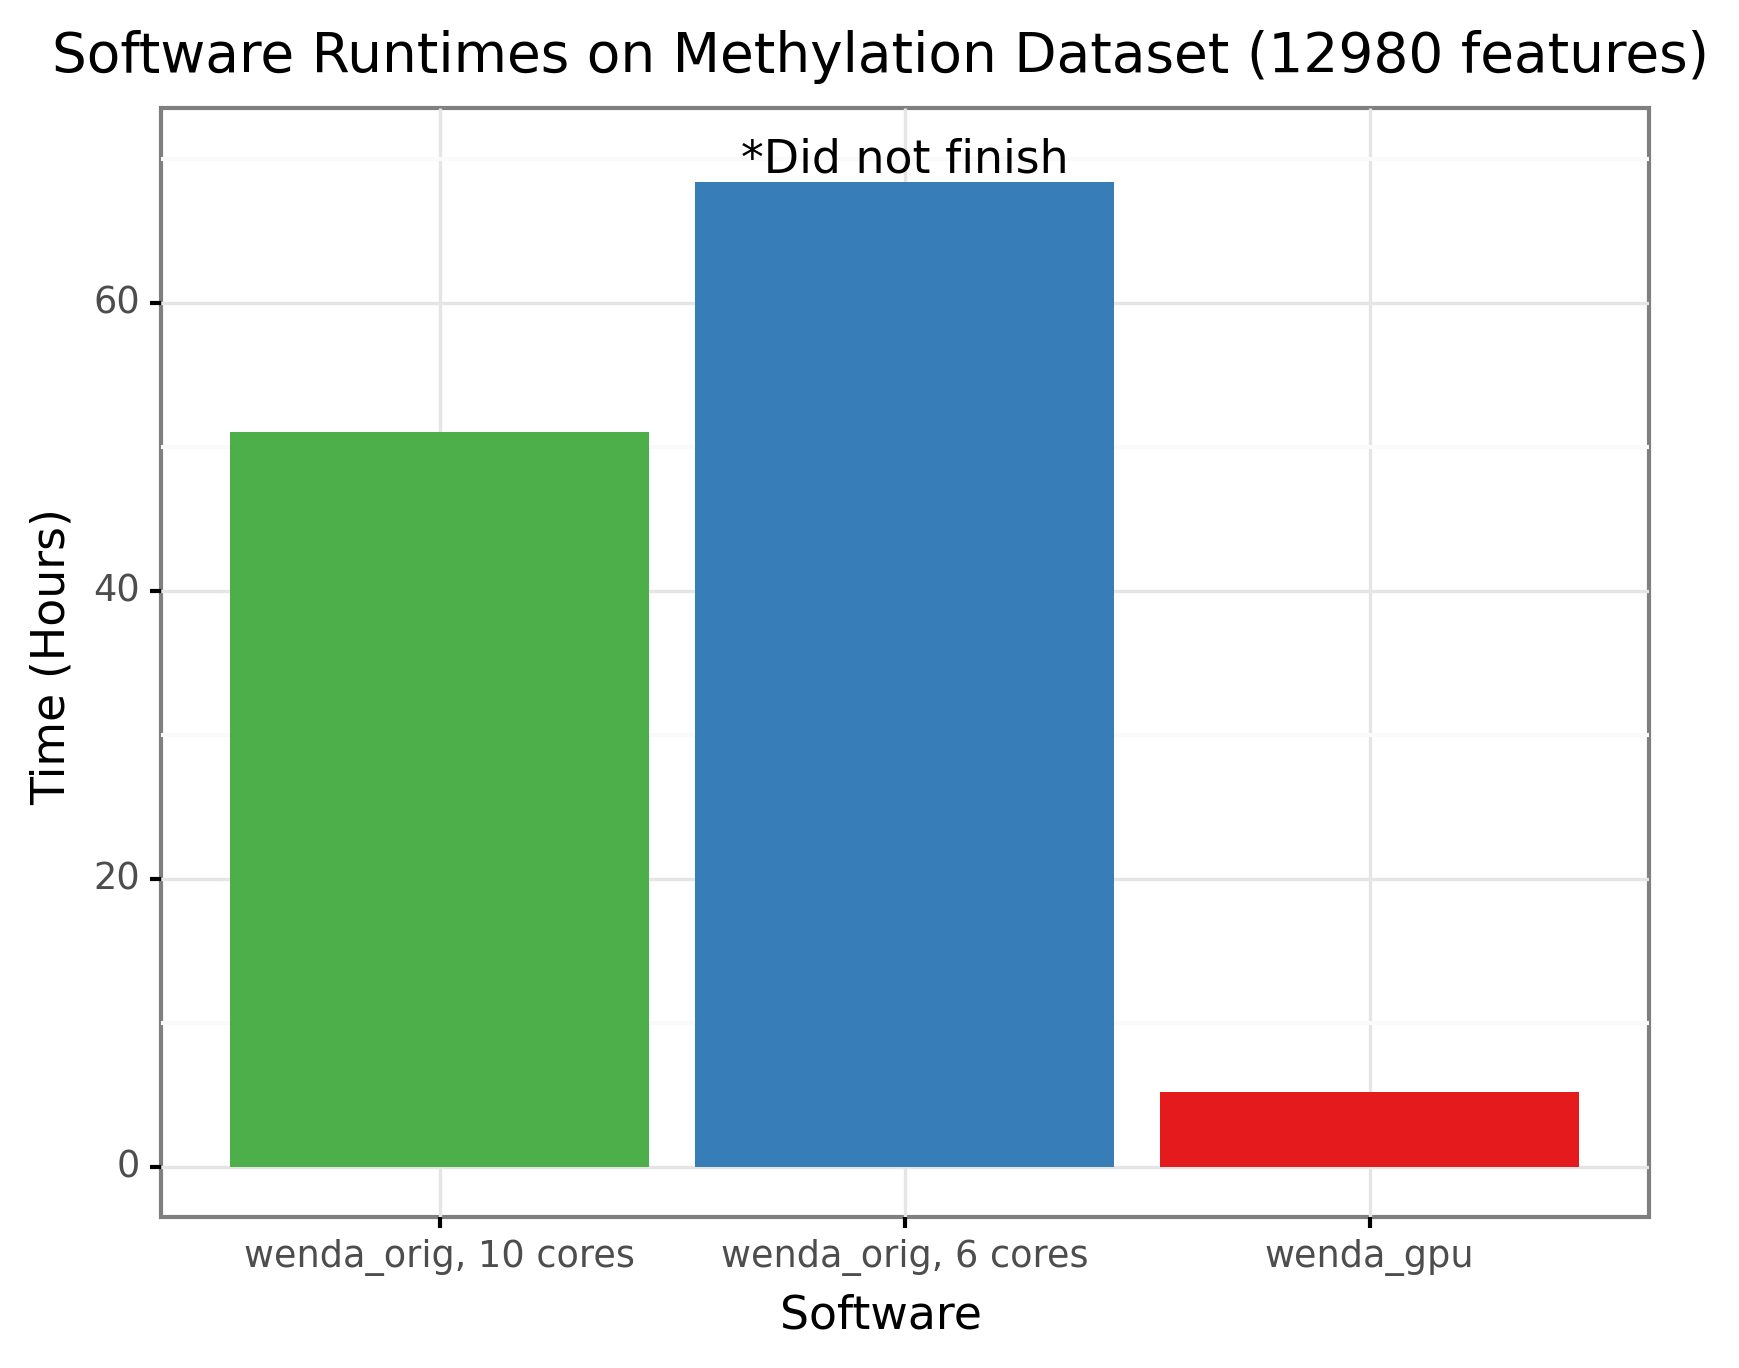 Software Runtimes on Methylation Dataset (12980 features)
*Did not finish
60
40
20
0
Time (Hours)
wenda_orig, 10 cores
wenda_orig, 6 cores
wenda_gpu
Software